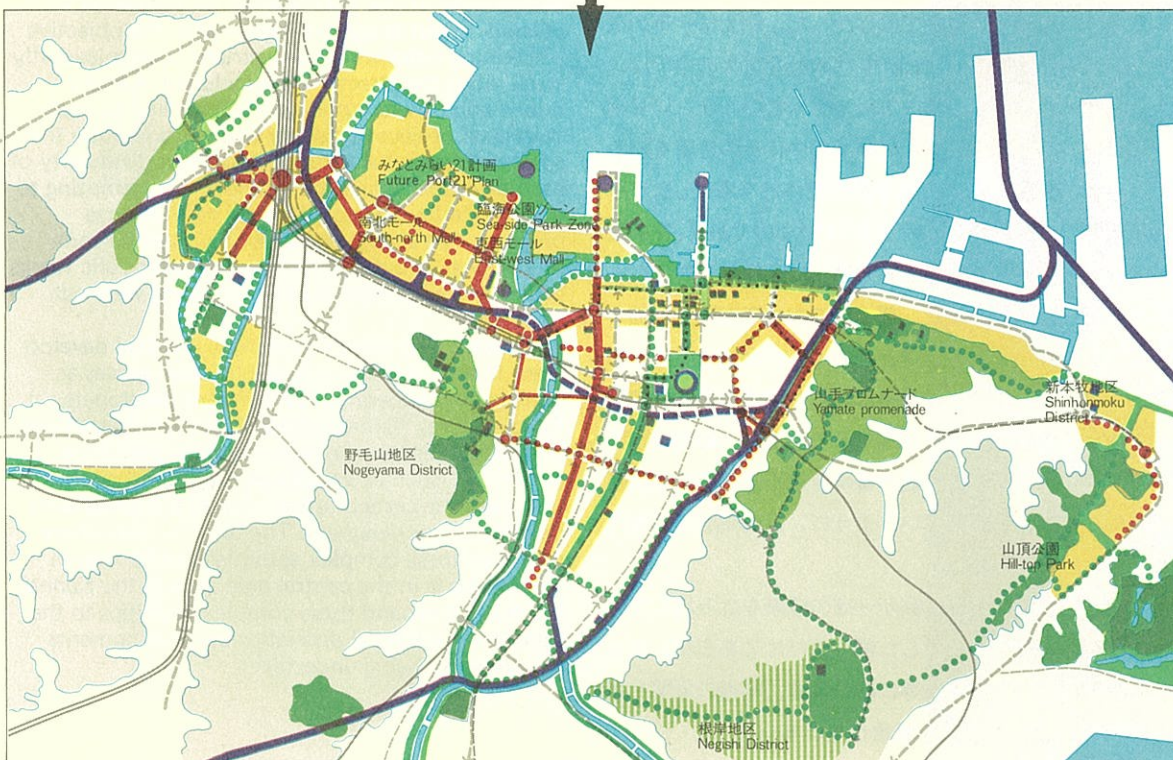 みなとみらい21計画
Future Port"21"Plan
臨海公園ゾーン
Sea-side Park Zone
南北モール
South-north Mall
東西モール
East-west Mall
山手プロムナード
Yamate promenade
新本牧地区
Shinhonmoku
District
野毛山地区
Nogeyama District
山頂公園
Hill-top Park
根岸地区
Negishi District